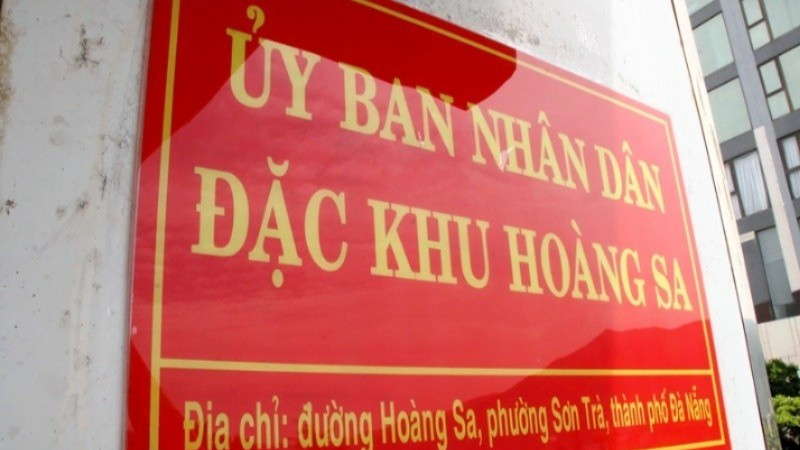 ỦY BAN NHÂN DÂN
ĐẶC KHU HOÀNG SA
Địa chỉ: đường Hoàng Sa, phường Sơn Trà, thành phố Đà Nẵng